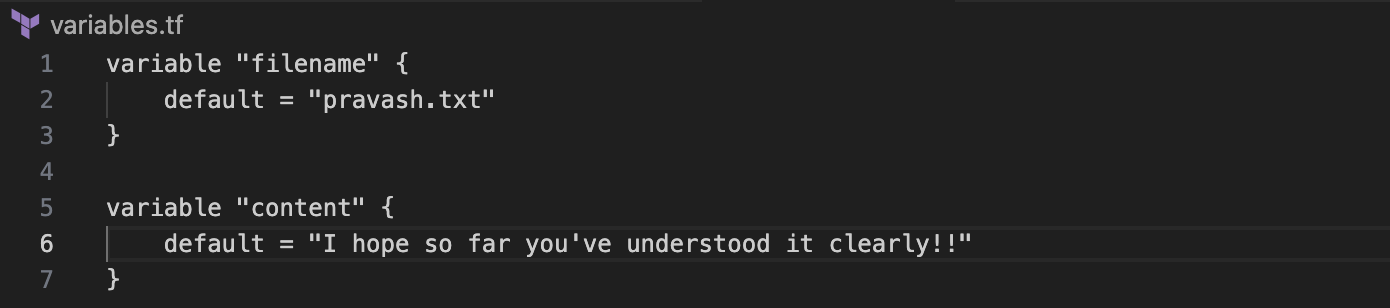 variables.tf
1 variable "filename" {
2     default = "pravash.txt"
3 }
4
5 variable "content" {
6     default = "I hope so far you've understood it clearly!!"
7 }